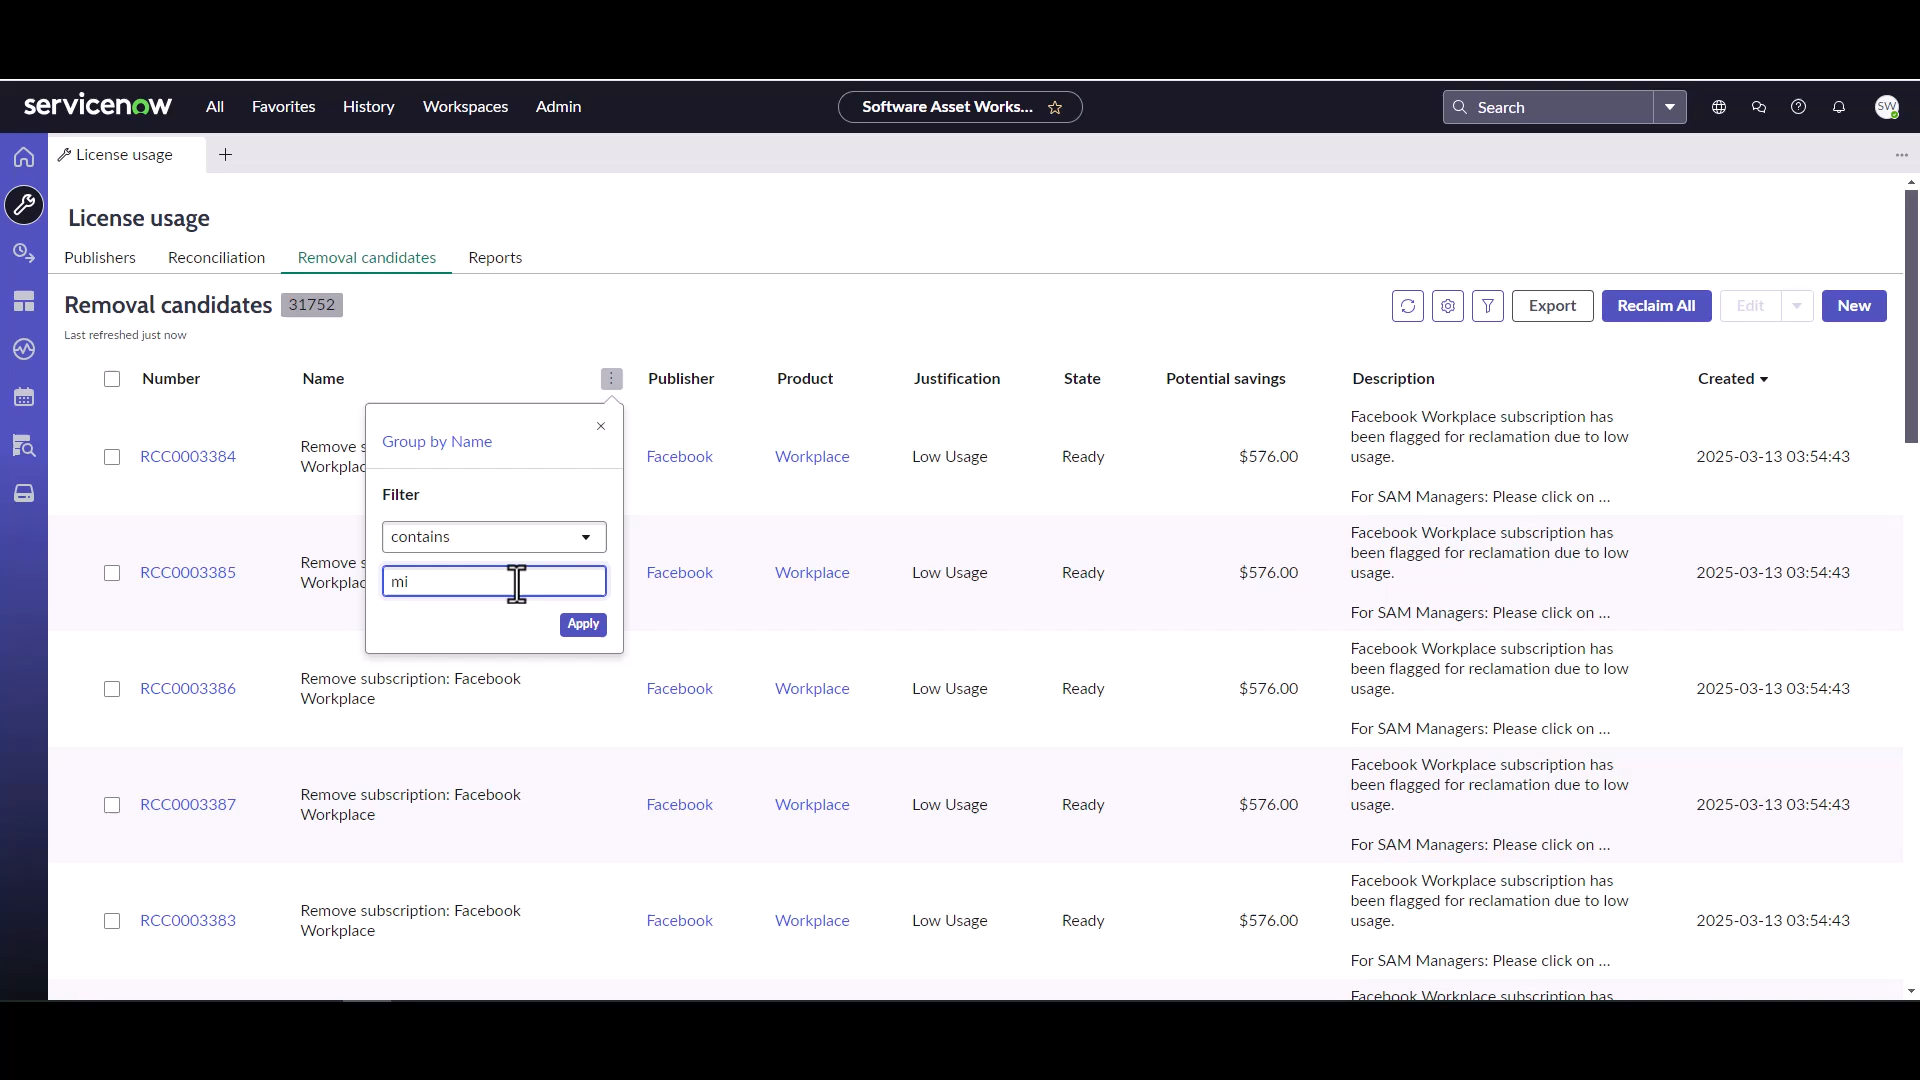 servicenow All Favorites History Workspaces Admin Software Asset Works... Search SW
License usage
License usage
Publishers Reconciliation Removal candidates Reports
Removal candidates 31752 Export Reclaim All Edit New
Last refreshed just now
Number Name Publisher Product Justification State Potential savings Description Created
Group by Name
Filter
contains
mi
Apply
RCC0003384 Remove s Facebook Workplace Low Usage Ready $576.00 2025-03-13 03:54:43
Workplac
Facebook Workplace subscription has
been flagged for reclamation due to low
usage.
For SAM Managers: Please click on ...
RCC0003385 Remove s Facebook Workplace Low Usage Ready $576.00 2025-03-13 03:54:43
Workplac
Facebook Workplace subscription has
been flagged for reclamation due to low
usage.
For SAM Managers: Please click on ...
RCC0003386 Remove subscription: Facebook Facebook Workplace Low Usage Ready $576.00 2025-03-13 03:54:43
Workplace
Facebook Workplace subscription has
been flagged for reclamation due to low
usage.
For SAM Managers: Please click on ...
RCC0003387 Remove subscription: Facebook Facebook Workplace Low Usage Ready $576.00 2025-03-13 03:54:43
Workplace
Facebook Workplace subscription has
been flagged for reclamation due to low
usage.
For SAM Managers: Please click on ...
RCC0003383 Remove subscription: Facebook Facebook Workplace Low Usage Ready $576.00 2025-03-13 03:54:43
Workplace
Facebook Workplace subscription has
been flagged for reclamation due to low
usage.
For SAM Managers: Please click on ...
Facebook Workplace subscription has